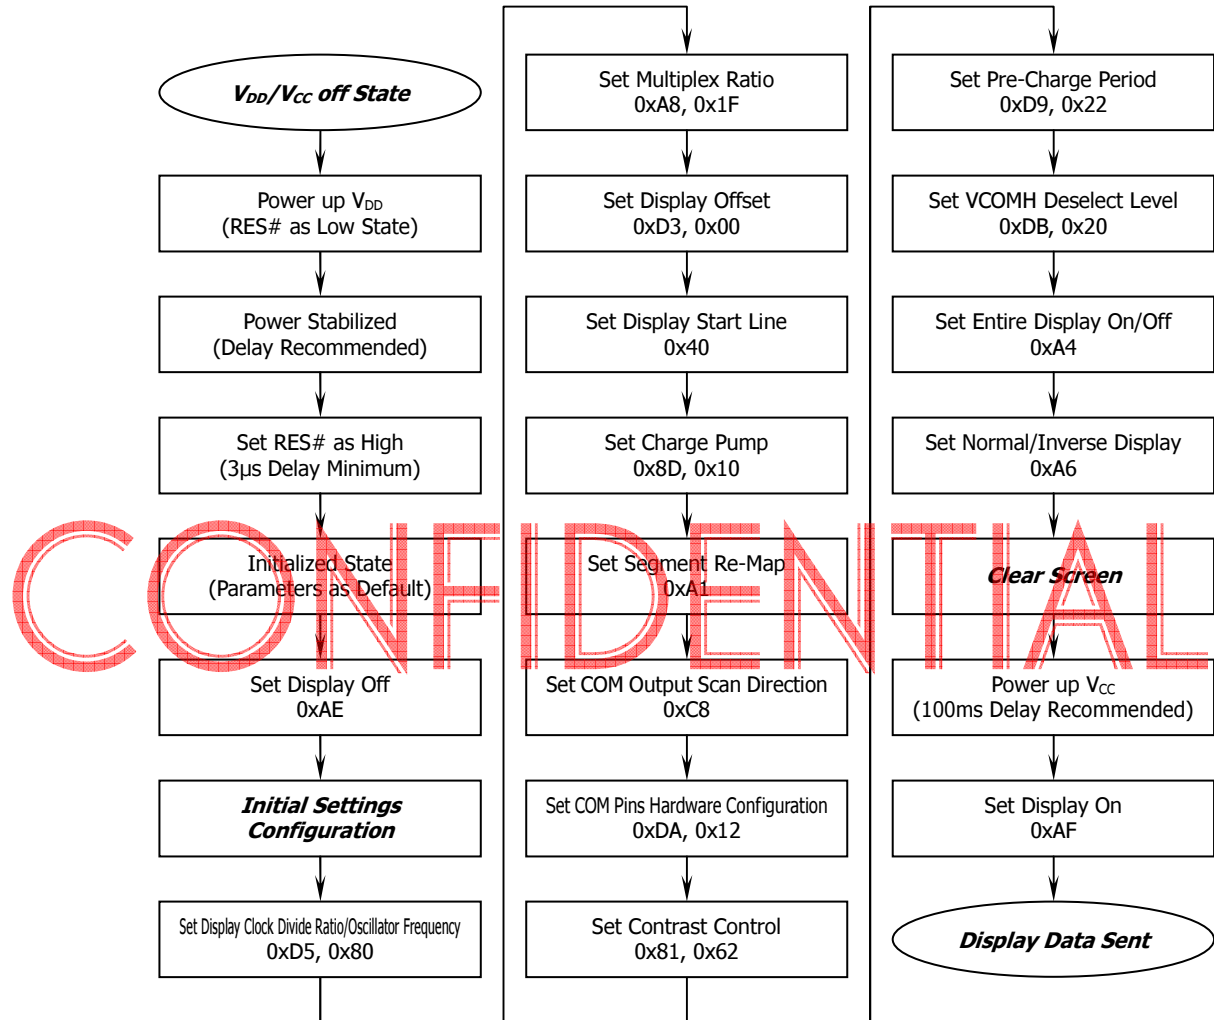 V_DD/V_CC off State
Power up V_DD
(RES# as Low State)
Power Stabilized
(Delay Recommended)
Set RES# as High
(3µs Delay Minimum)
Initialized State
(Parameters as Default)
Set Display Off
0xAE
Initial Settings
Configuration
Set Display Clock Divide Ratio/Oscillator Frequency
0xD5, 0x80
Set Multiplex Ratio
0xA8, 0x1F
Set Display Offset
0xD3, 0x00
Set Display Start Line
0x40
Set Charge Pump
0x8D, 0x10
Set Segment Re-Map
0xA1
Set COM Output Scan Direction
0xC8
Set COM Pins Hardware Configuration
0xDA, 0x12
Set Contrast Control
0x81, 0x62
Set Pre-Charge Period
0xD9, 0x22
Set VCOMH Deselect Level
0xDB, 0x20
Set Entire Display On/Off
0xA4
Set Normal/Inverse Display
0xA6
Clear Screen
Power up V_CC
(100ms Delay Recommended)
Set Display On
0xAF
Display Data Sent
CONFIDENTIAL